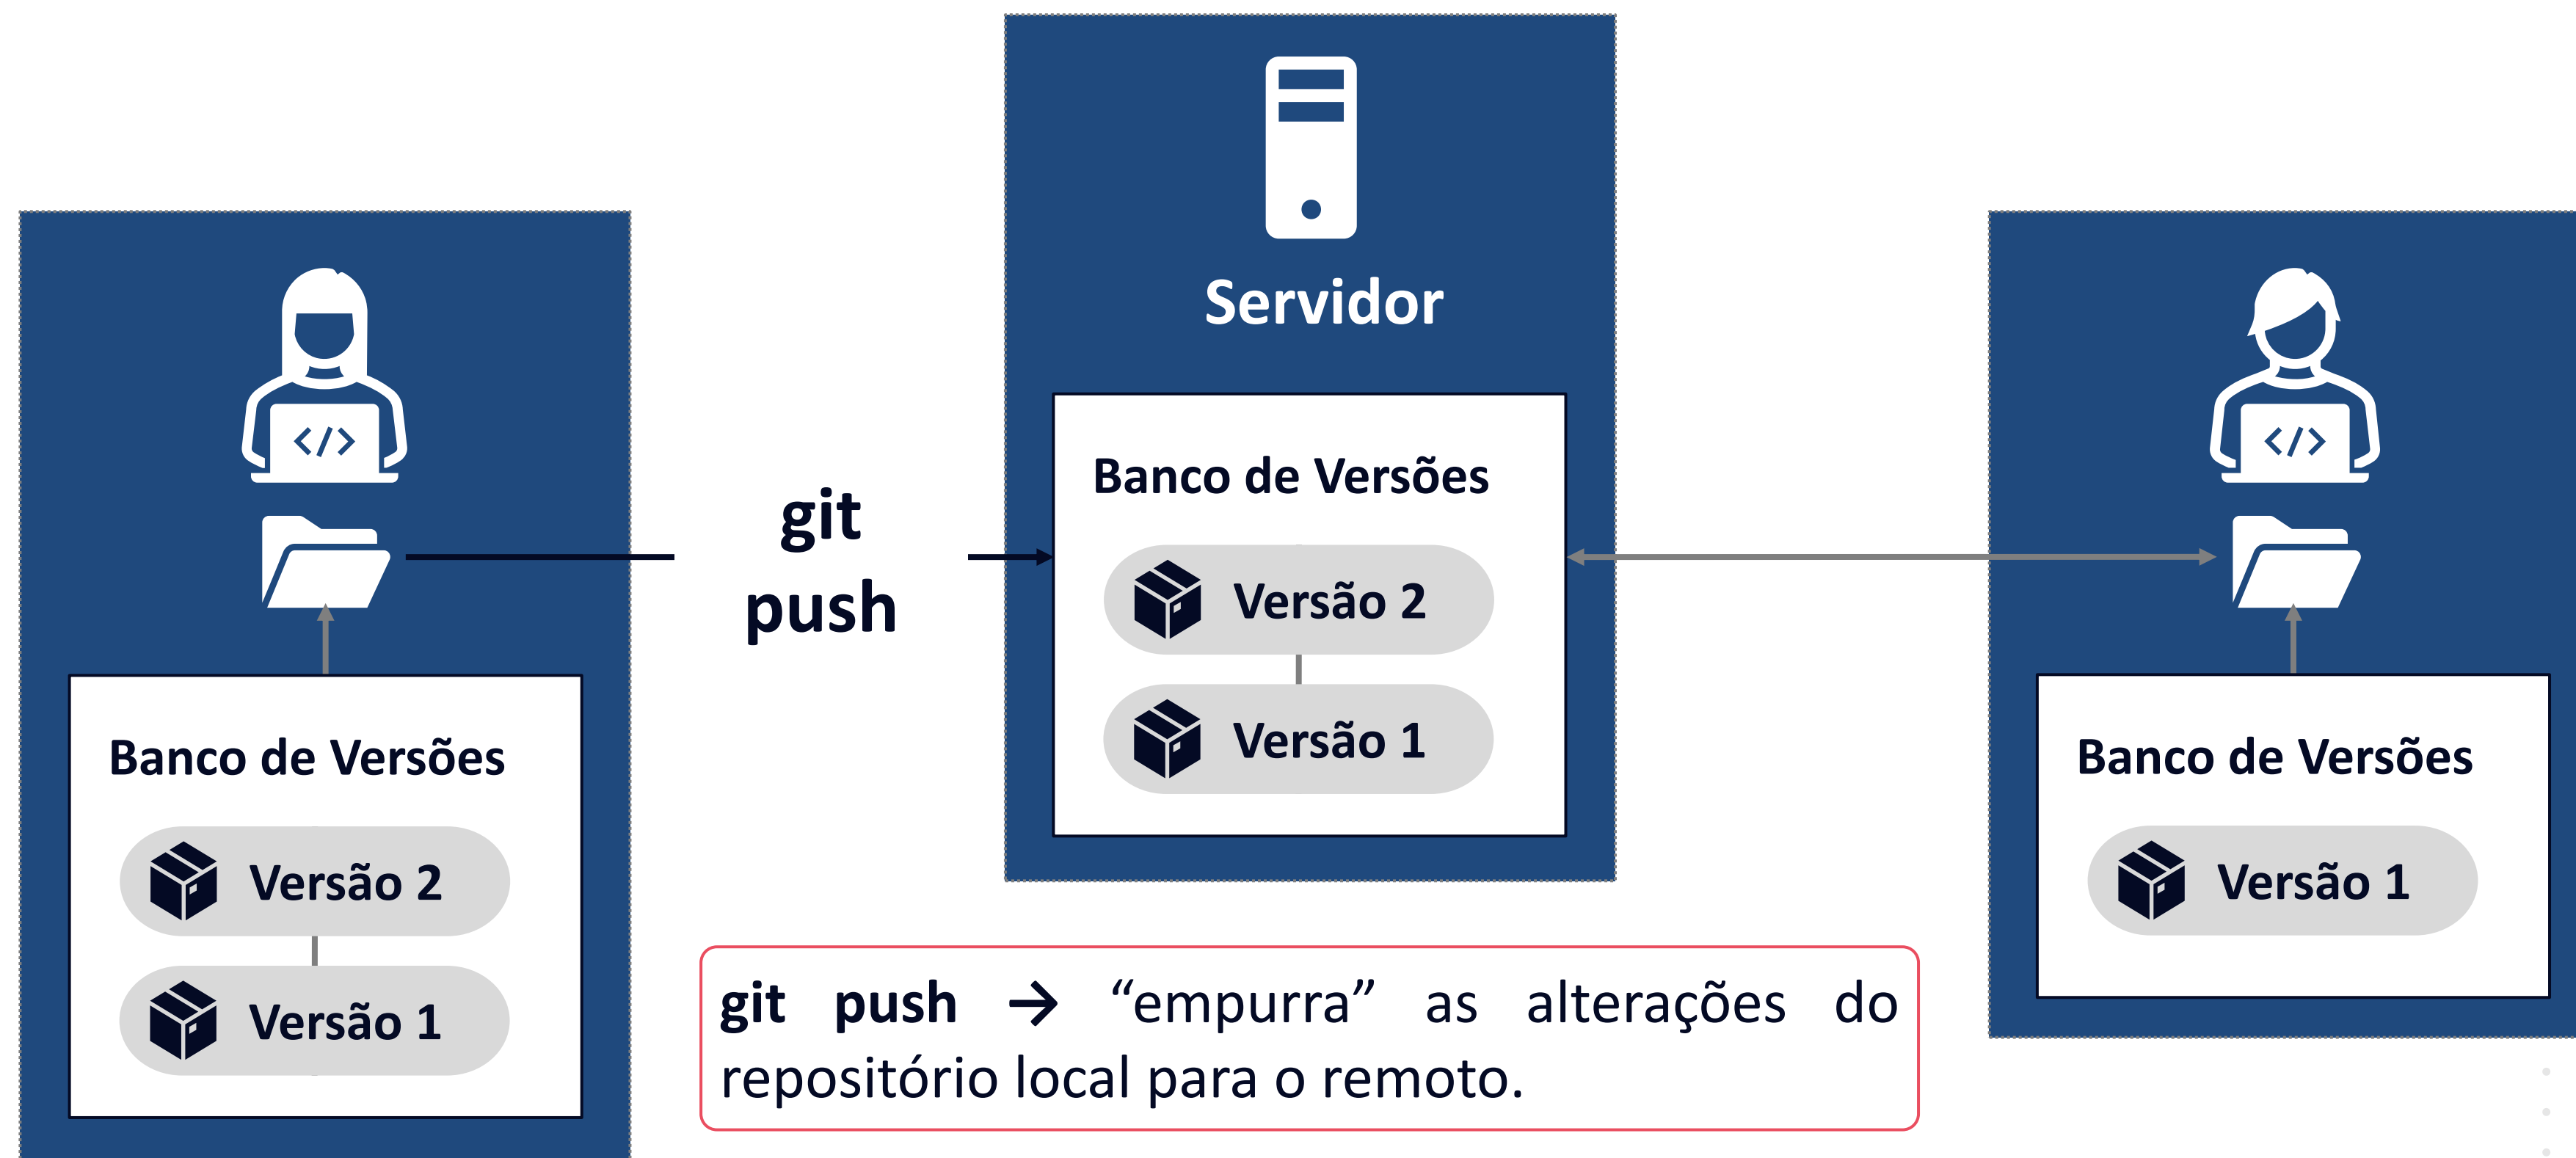 Servidor
Banco de Versões
Versão 2
Versão 1
</>
git
push
Banco de Versões
Versão 2
Versão 1
</>
Banco de Versões
Versão 1
git push → “empurra” as alterações do
repositório local para o remoto.